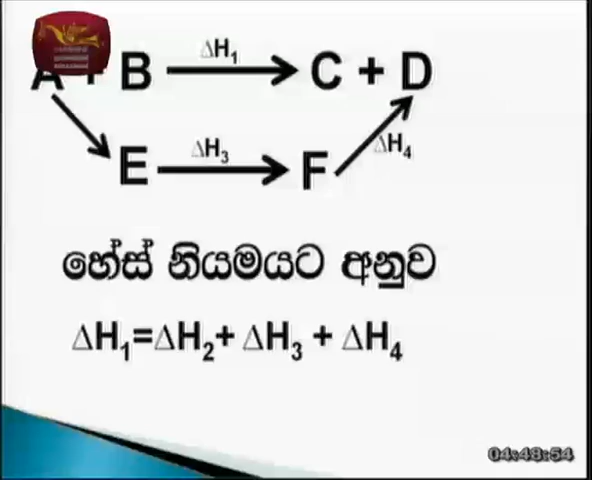 A + B ΔH₁ C + D
E ΔH₃ F ΔH₄
හේස් නියමයට අනුව
ΔH₁=ΔH₂+ ΔH₃ + ΔH₄
04:48:54